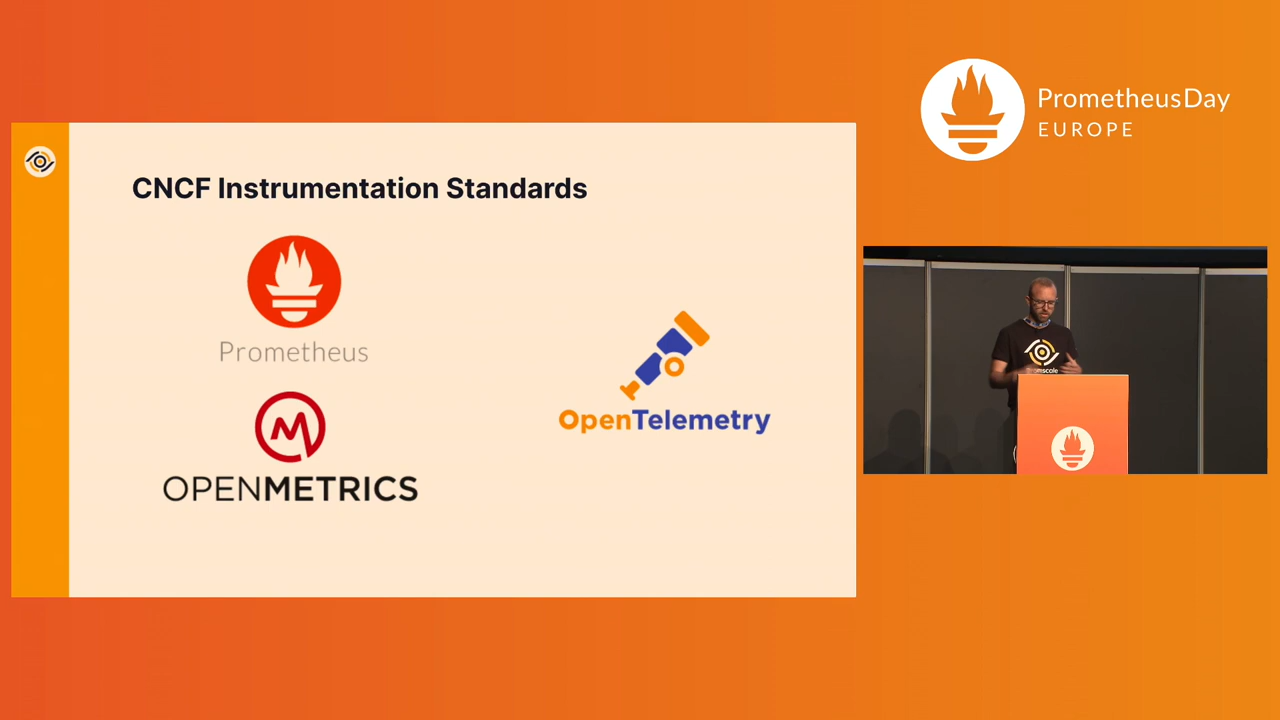 CNCF Instrumentation Standards
Prometheus
OPENMETRICS
OpenTelemetry
PrometheusDay
EUROPE